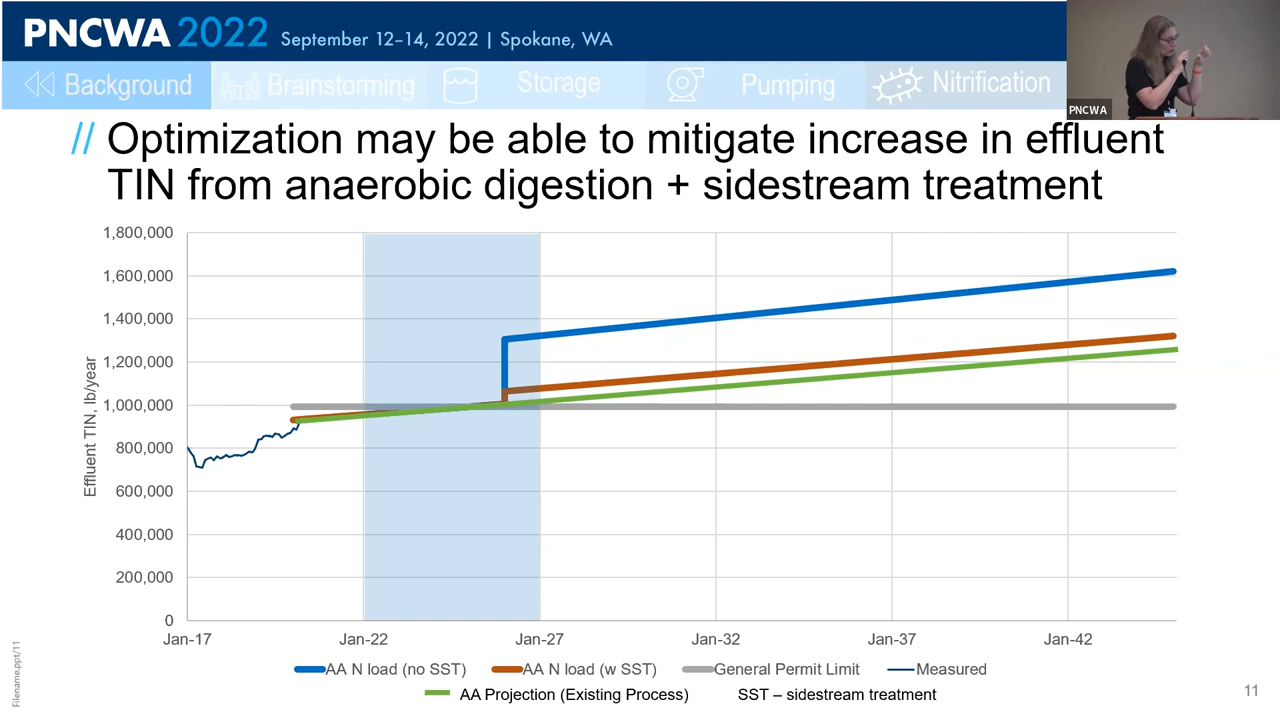 PNCWA 2022 September 12–14, 2022 | Spokane, WA
Background Brainstorming Storage Pumping Nitrification
PNCWA
// Optimization may be able to mitigate increase in effluent
TIN from anaerobic digestion + sidestream treatment
Effluent TIN, lb/year
1,800,000
1,600,000
1,400,000
1,200,000
1,000,000
800,000
600,000
400,000
200,000
0
Jan-17 Jan-22 Jan-27 Jan-32 Jan-37 Jan-42
AA N load (no SST) AA N load (w SST) General Permit Limit Measured
AA Projection (Existing Process) SST – sidestream treatment
Filename.ppt/11
11